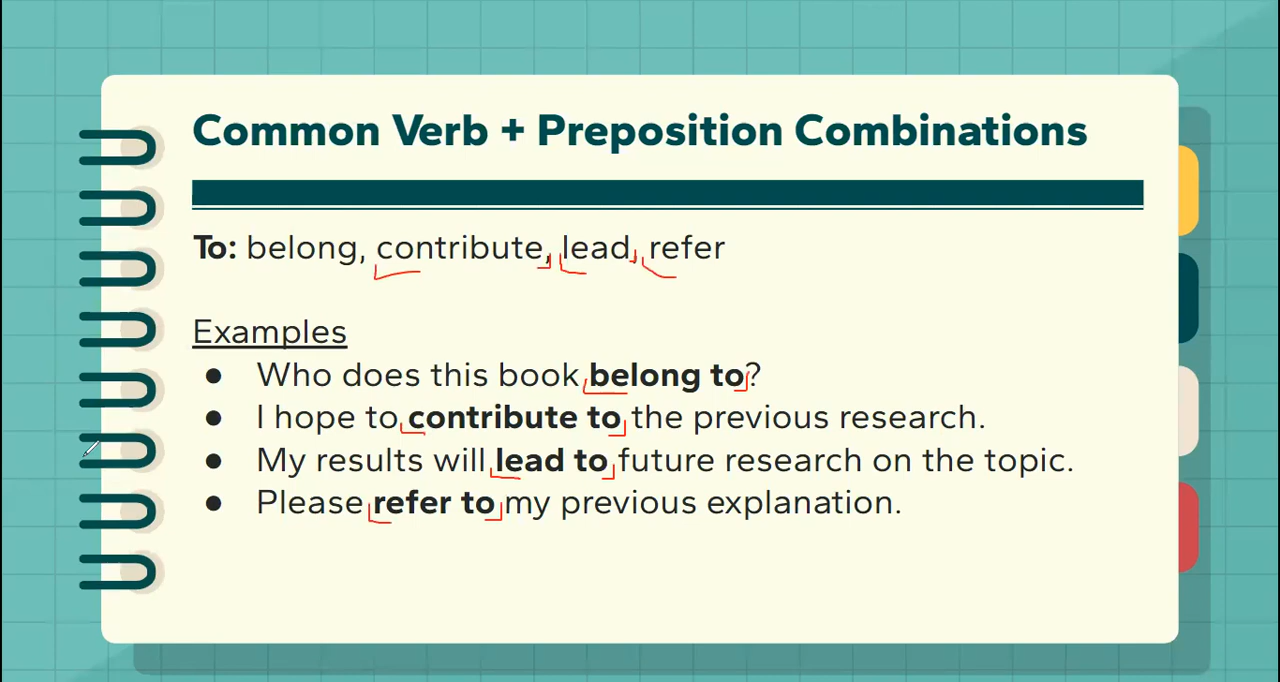 Common Verb + Preposition Combinations
To: belong, contribute, lead, refer
Examples
● Who does this book belong to?
● I hope to contribute to the previous research.
● My results will lead to future research on the topic.
● Please refer to my previous explanation.